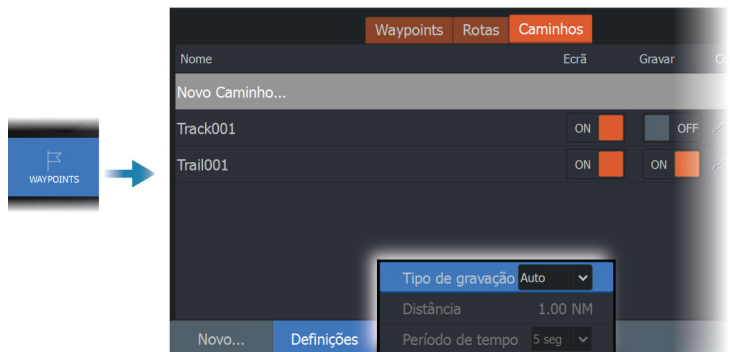 Waypoints Rotas Caminhos
Nome Ecrã Gravar
Novo Caminho...
Track001 ON OFF
Trail001 ON ON
WAYPOINTS
Tipo de gravação Auto
Distância 1.00 NM
Período de tempo 5 seg
Novo... Definições